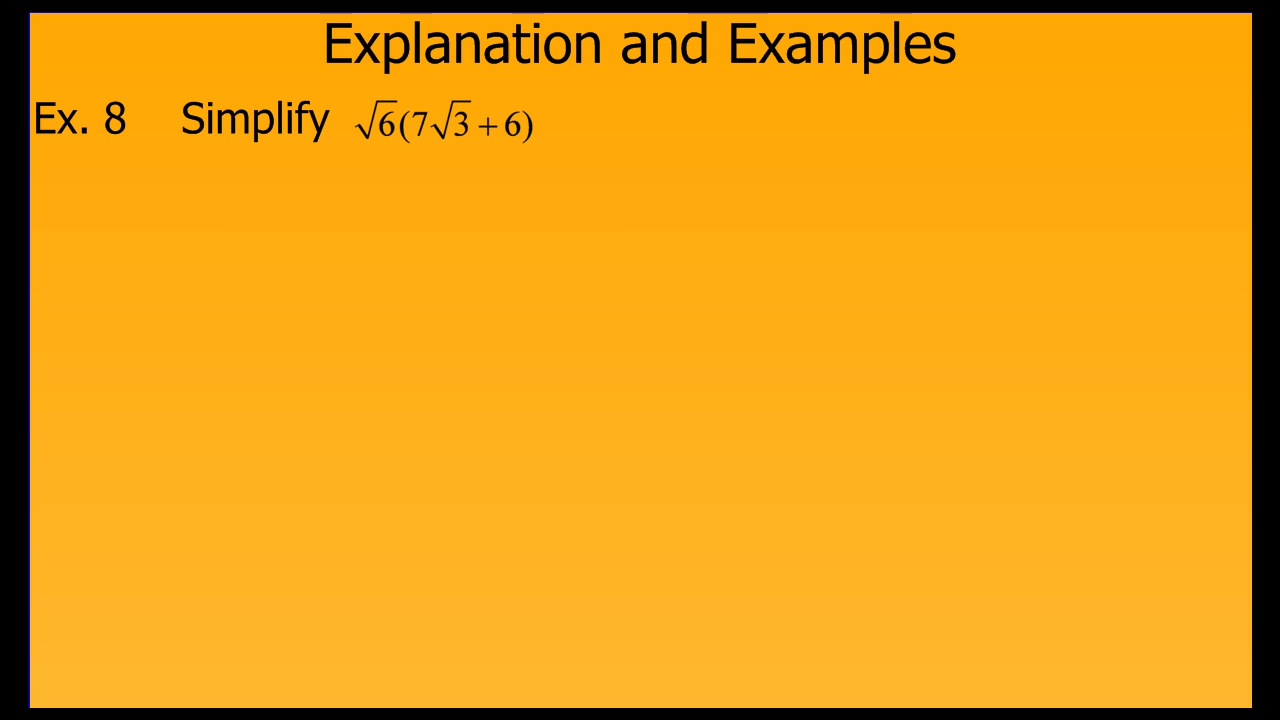 Explanation and Examples
Ex. 8 Simplify √6(7√3 + 6)